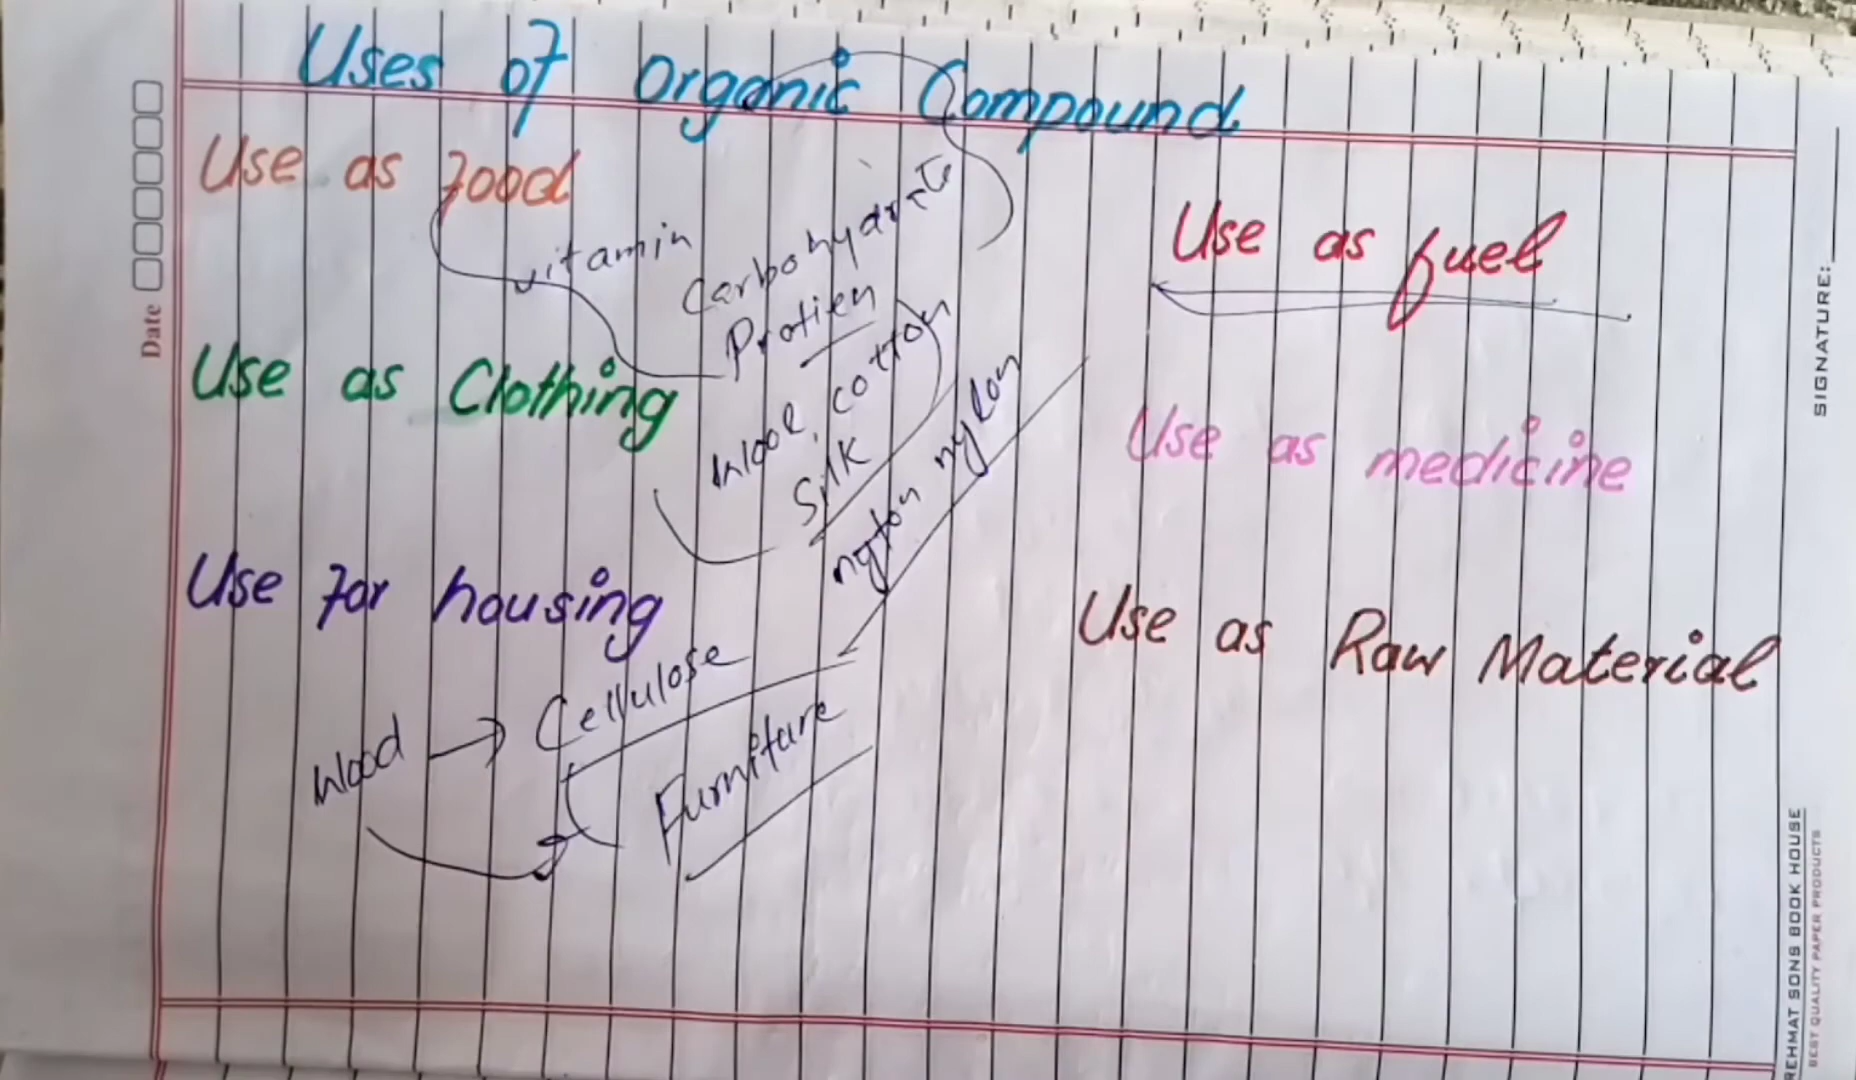 Uses of Organic Compound
Use as food
vitamin
Carbohydrate
Protien
Use as Clothing
Wool, cotton
Silk
nylon nylon
Use for housing
Wood → Cellulose
Furniture
Use as fuel
Use as medicine
Use as Raw Material
Date
SIGNATURE:
REHMAT SONS BOOK HOUSE
BEST QUALITY PAPER PRODUCTS